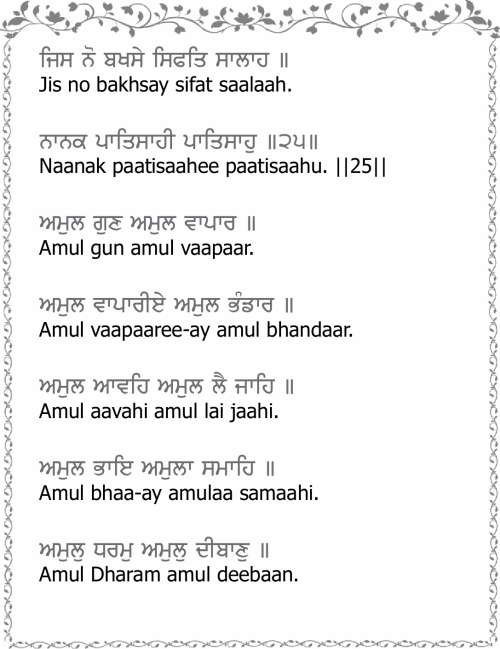 ਜਿਸ ਨੋ ਬਖਸੇ ਸਿਫਤਿ ਸਾਲਾਹ ॥
Jis no bakhsay sifat saalaah.
ਨਾਨਕ ਪਾਤਿਸਾਹੀ ਪਾਤਿਸਾਹੁ ॥੨੫॥
Naanak paatisaahee paatisaahu. ||25||
ਅਮੁਲ ਗੁਣ ਅਮੁਲ ਵਾਪਾਰ ॥
Amul gun amul vaapaar.
ਅਮੁਲ ਵਾਪਾਰੀਏ ਅਮੁਲ ਭੰਡਾਰ ॥
Amul vaapaaree-ay amul bhandaar.
ਅਮੁਲ ਆਵਹਿ ਅਮੁਲ ਲੈ ਜਾਹਿ ॥
Amul aavahi amul lai jaahi.
ਅਮੁਲ ਭਾਇ ਅਮੁਲਾ ਸਮਾਹਿ ॥
Amul bhaa-ay amulaa samaahi.
ਅਮੁਲੁ ਧਰਮੁ ਅਮੁਲੁ ਦੀਬਾਣੁ ॥
Amul Dharam amul deebaan.